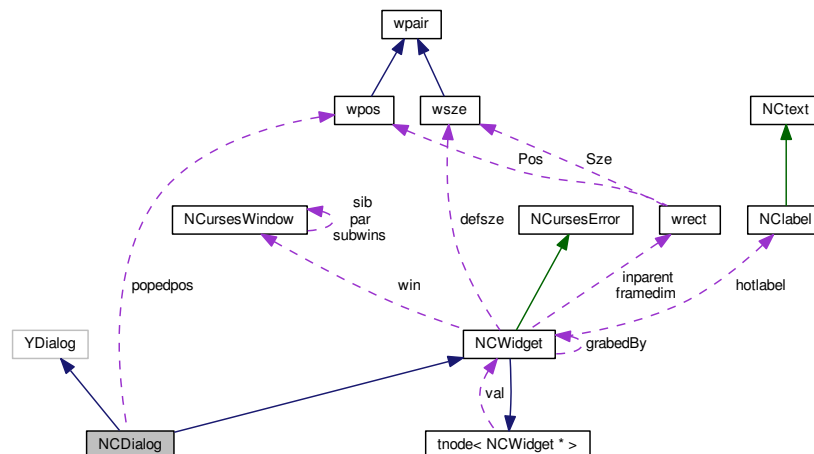 wpair
wpos
wsze
NCtext
Pos
Sze
sib
par
subwins
NCursesWindow
defsze
NCursesError
wrect
NClabel
popedpos
win
inparent
framedim
hotlabel
YDialog
NCWidget
grabedBy
val
NCDialog
tnode< NCWidget * >